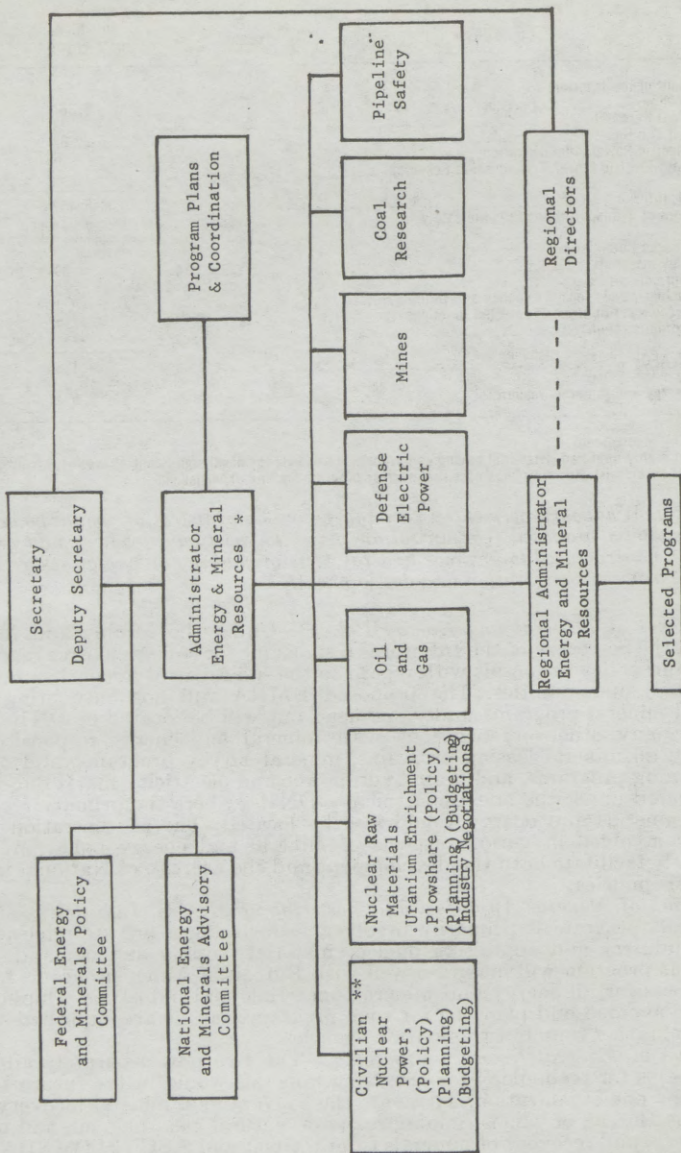 Secretary
Deputy Secretary
Federal Energy
and Minerals Policy
Committee
National Energy
and Minerals Advisory
Committee
Administrator
Energy & Mineral
Resources *
Program Plans
& Coordination
Civilian **
Nuclear
Power,
(Policy)
(Planning)
(Budgeting)
.Nuclear Raw
Materials
.Uranium Enrichment
.Plowshare (Policy)
(Planning)(Budgeting)
(Industry Negotiations)
Oil
and
Gas
Defense
Electric
Power
Mines
Coal
Research
Pipeline
Safety
Regional Administrator
Energy and Mineral
Resources
Regional
Directors
Selected Programs